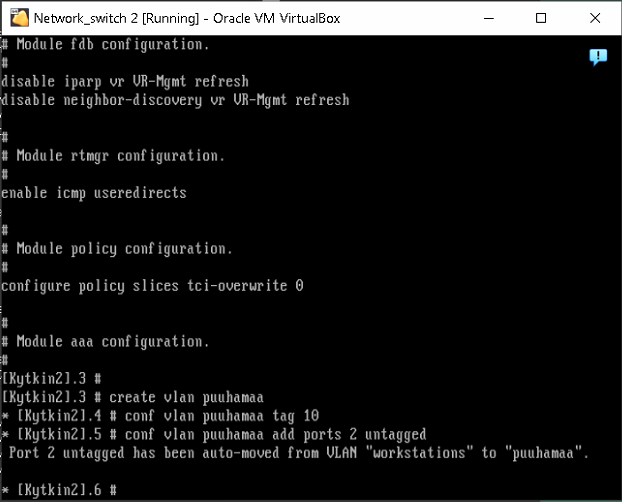 Network_switch 2 [Running] - Oracle VM VirtualBox
# Module fdb configuration.
#
disable iparp vr VR-Mgmt refresh
disable neighbor-discovery vr VR-Mgmt refresh
#
# Module rtmgr configuration.
#
enable icmp useredirects
#
# Module policy configuration.
#
configure policy slices tci-overwrite 0
#
# Module aaa configuration.
#
[Kytkin2].3 #
[Kytkin2].3 # create vlan puuhamaa
* [Kytkin2].4 # conf vlan puuhamaa tag 10
* [Kytkin2].5 # conf vlan puuhamaa add ports 2 untagged
Port 2 untagged has been auto-moved from VLAN "workstations" to "puuhamaa".
* [Kytkin2].6 #